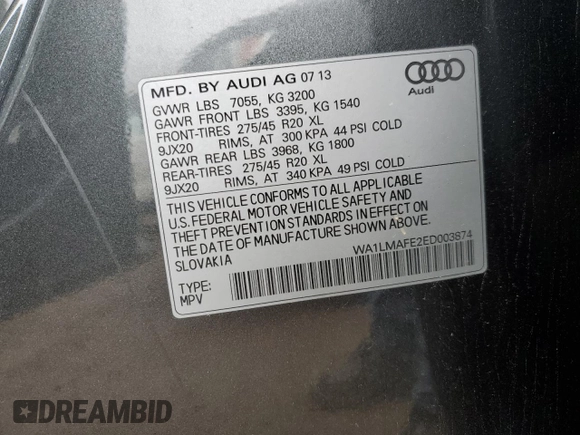 MFD. BY AUDI AG 07 13
GVWR LBS 7055, KG 3200
GAWR FRONT LBS 3395, KG 1540
FRONT-TIRES 275/45 R20 XL
9JX20 RIMS, AT 300 KPA 44 PSI COLD
GAWR REAR LBS 3968, KG 1800
REAR-TIRES 275/45 R20 XL
9JX20 RIMS, AT 340 KPA 49 PSI COLD
Audi
THIS VEHICLE CONFORMS TO ALL APPLICABLE
U.S. FEDERAL MOTOR VEHICLE SAFETY AND
THEFT PREVENTION STANDARDS IN EFFECT ON
THE DATE OF MANUFACTURE SHOWN ABOVE.
SLOVAKIA
WA1LMAFE2ED003874
TYPE:
MPV
DREAMBID